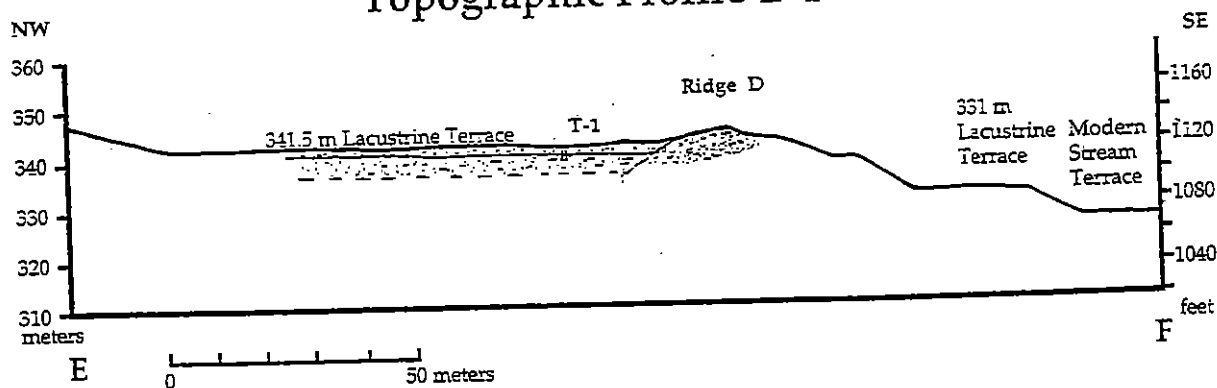 Topographic Profile E-F
NW
SE
360
350
340
330
320
310
meters
E
341.5 m Lacustrine Terrace
T-1
Ridge D
331 m
Lacustrine
Terrace
Modern
Stream
Terrace
1160
1120
1080
1040
feet
F
0
50 meters